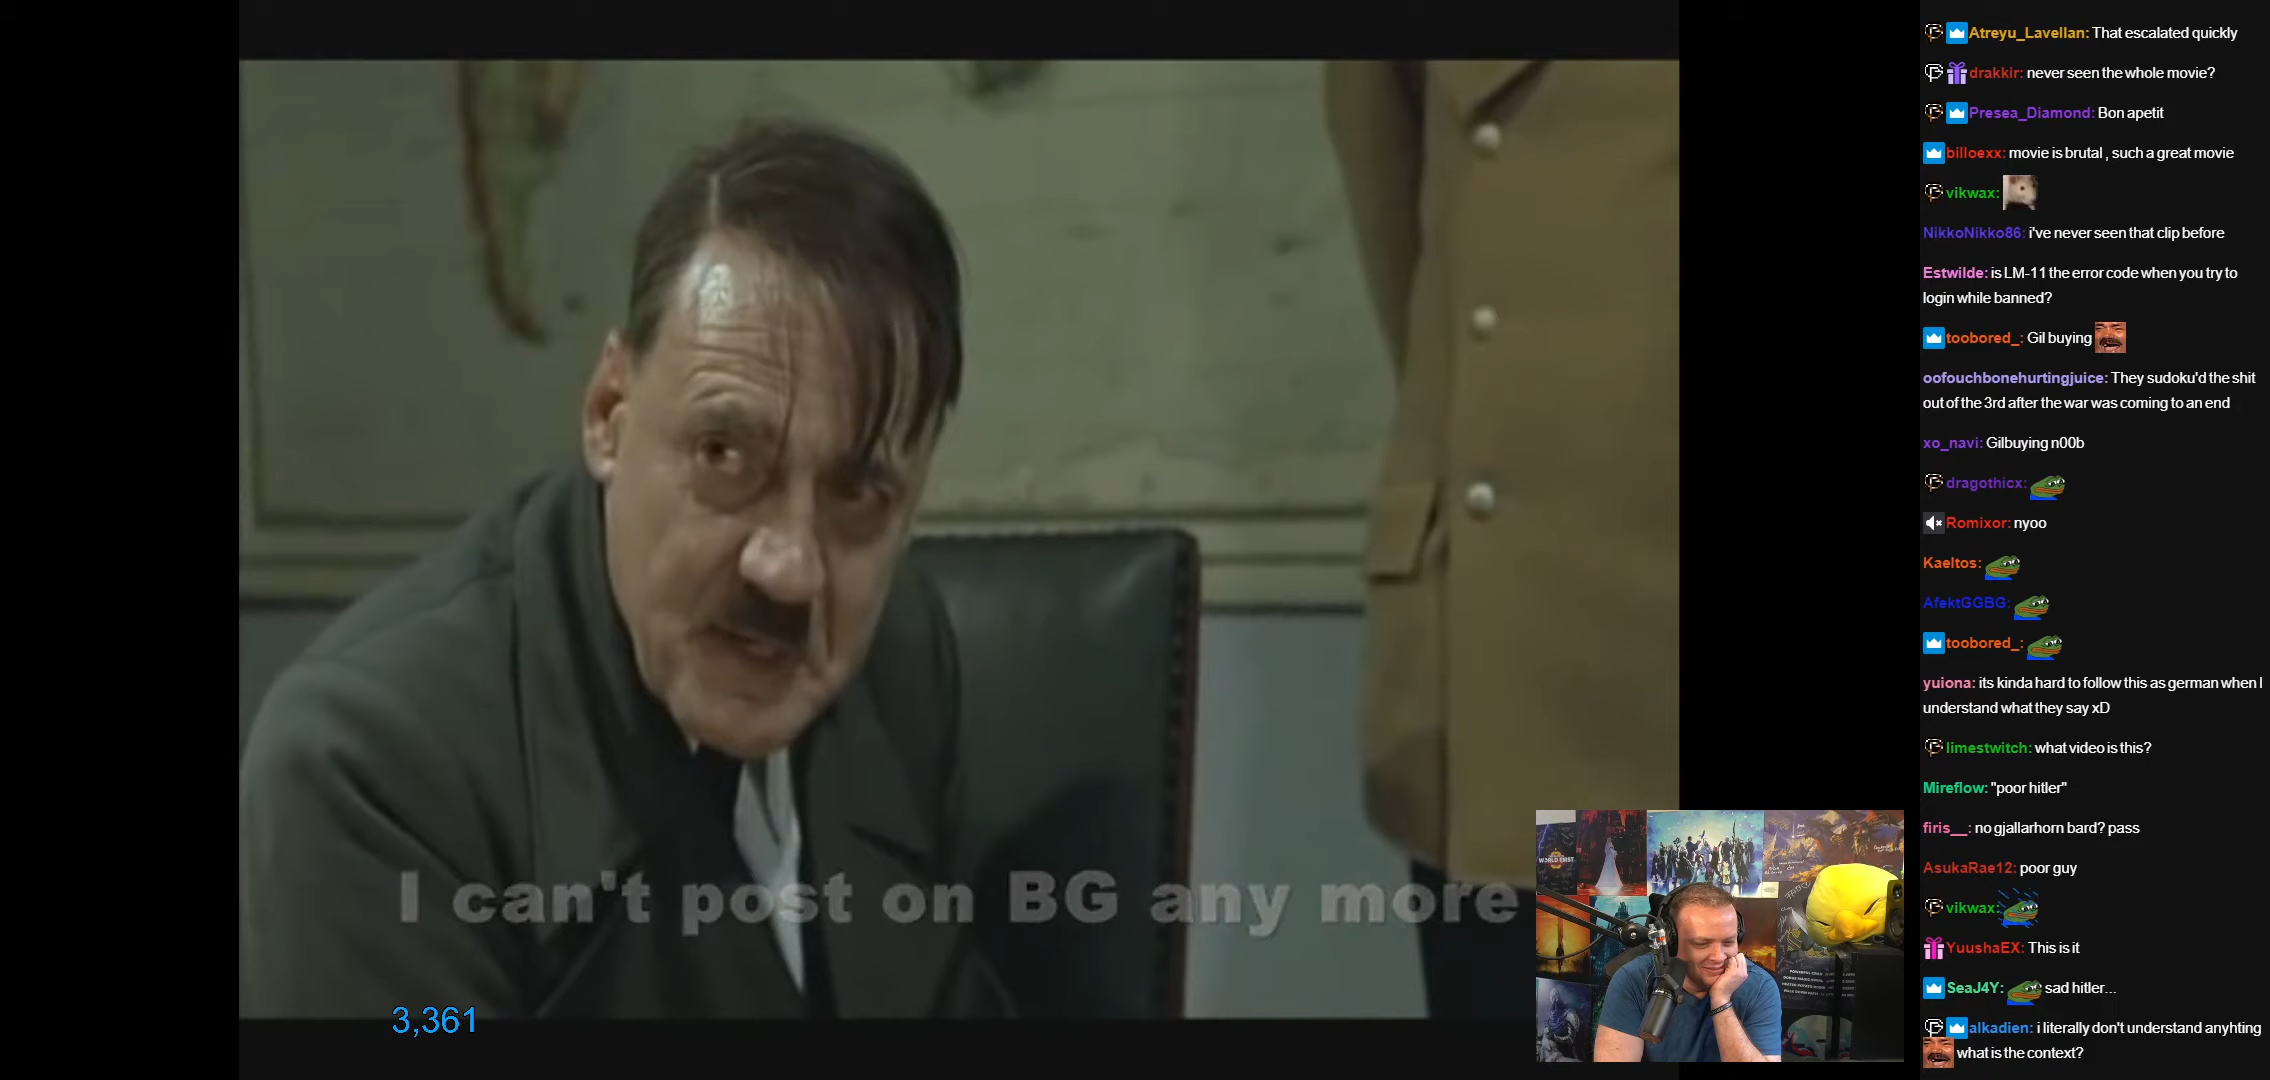 I can't post on BG any more
3,361
WORLD FIRST
Atreyu_Lavellan: That escalated quickly
drakkir: never seen the whole movie?
Presea_Diamond: Bon apetit
billoexx: movie is brutal , such a great movie
vikwax:
NikkoNikko86: i've never seen that clip before
Estwilde: is LM-11 the error code when you try to
login while banned?
toobored_: Gil buying
oofouchbonehurtingjuice: They sudoku'd the shit
out of the 3rd after the war was coming to an end
xo_navi: Gilbuying n00b
dragothicx:
Romixor: nyoo
Kaeltos:
AfektGGBG:
toobored_:
yuiona: its kinda hard to follow this as german when I
understand what they say xD
limestwitch: what video is this?
Mireflow: "poor hitler"
firis__: no gjallarhorn bard? pass
AsukaRae12: poor guy
vikwax:
YuushaEX: This is it
SeaJ4Y: sad hitler...
alkadien: i literally don't understand anyhting
what is the context?